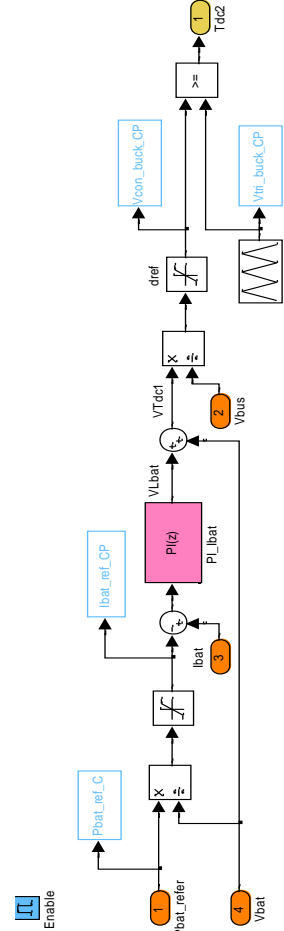 Enable
Pbat_ref_C
1
Pbat_refer
4
Vbat
×
÷
Ibat_ref_CP
3
Ibat
-
+
PI(z)
PI_Ibat
VLbat
+
+
VTdc1
×
÷
2
Vbus
dref
Vcon_buck_CP
Vtri_buck_CP
>=
1
Tdc2